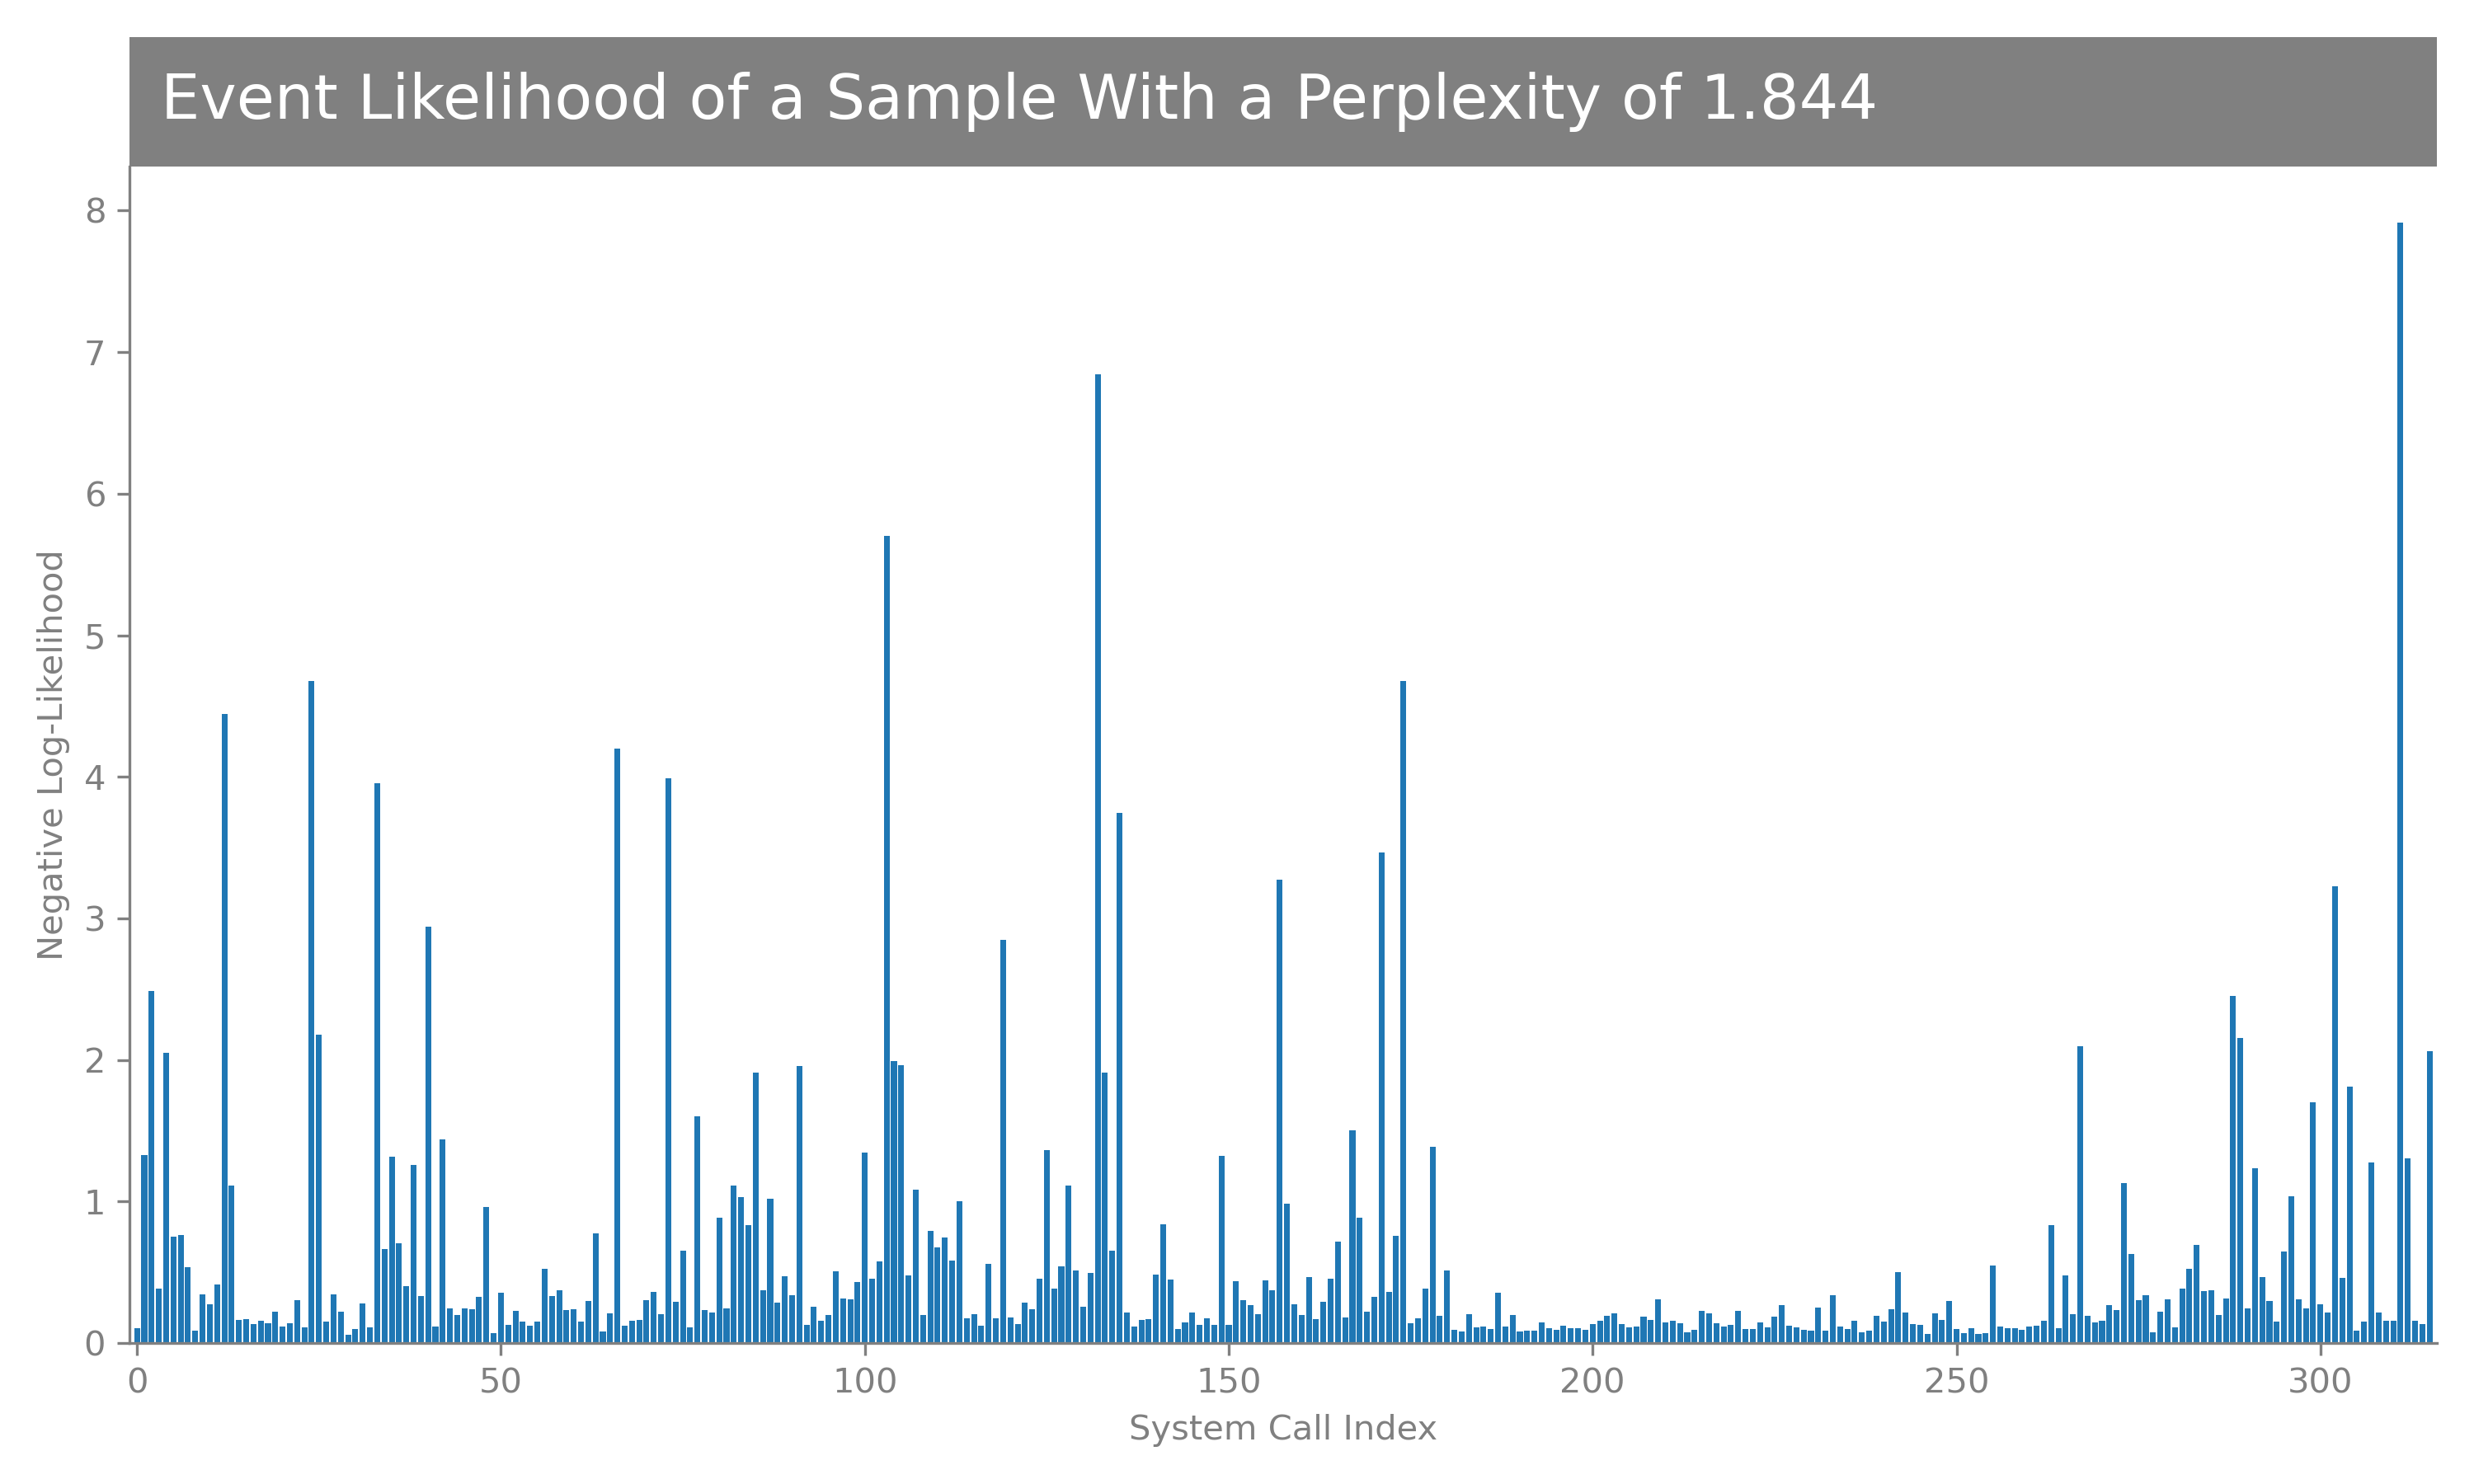 Event Likelihood of a Sample With a Perplexity of 1.844
8
7
6
5
4
3
2
1
0
Negative Log-Likelihood
0 50 100 150 200 250 300
System Call Index